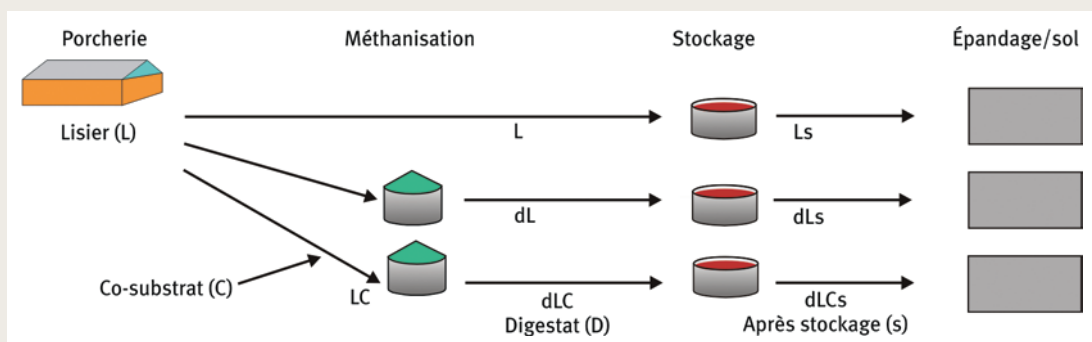 Porcherie Méthanisation Stockage Épandage/sol
Lisier (L)
L Ls
dL dLs
Co-substrat (C) LC dLC dLCs
Digestat (D) Après stockage (s)